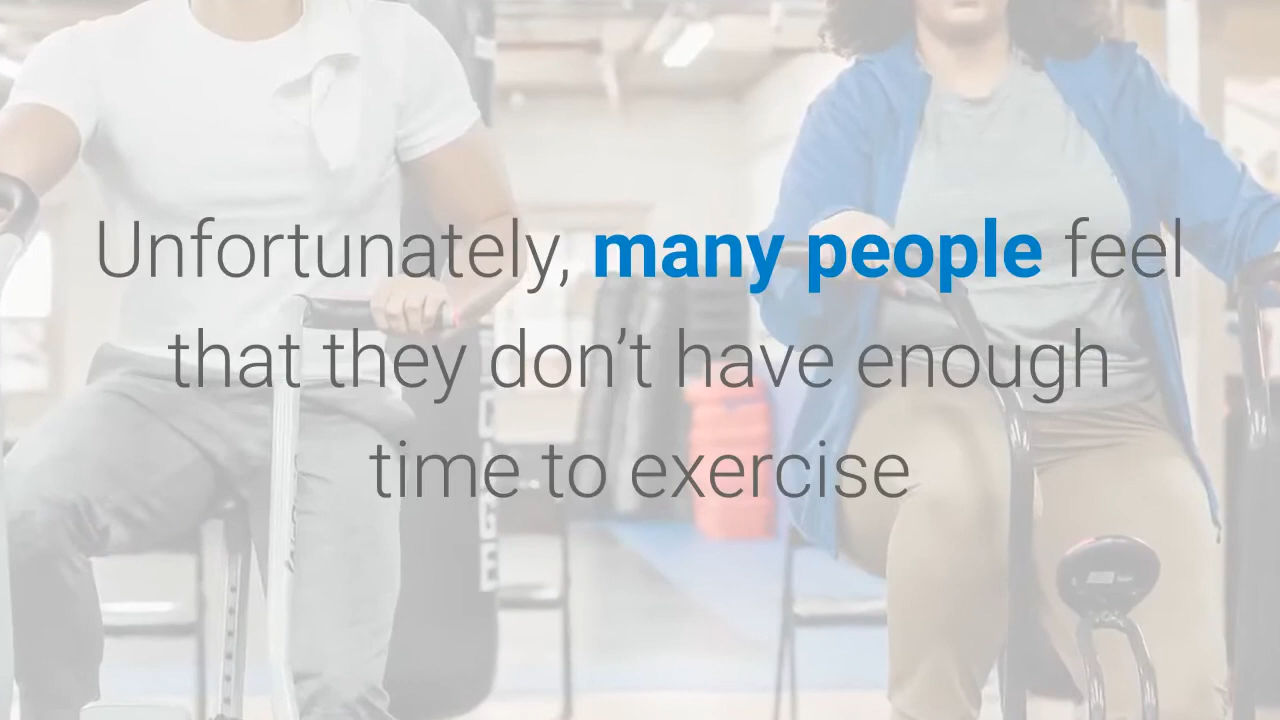 Unfortunately, many people feel
that they don’t have enough
time to exercise